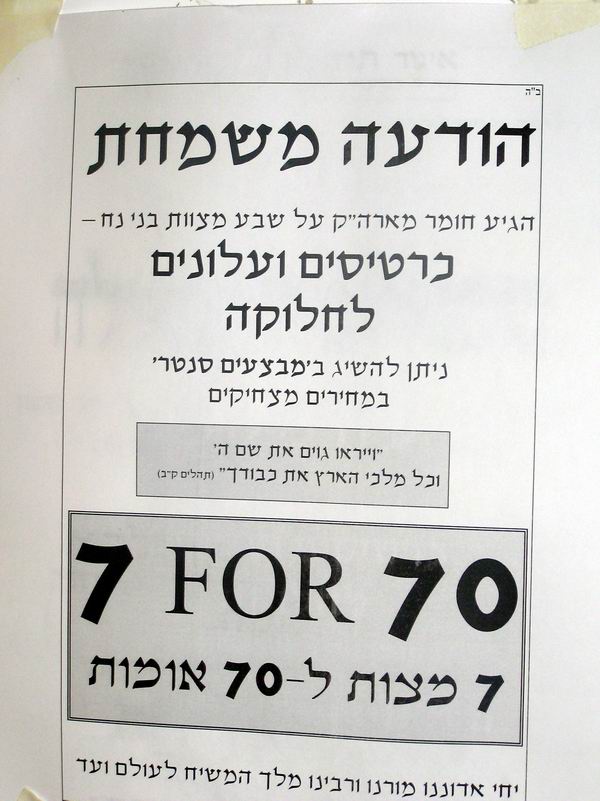 ב"ה
הודעה משמחת
הגיע חומר מארה"ק על שבע מצוות בני נח –
כרטיסים ועלונים
לחלוקה
ניתן להשיג ב'מבצעים סנטר'
במחירים מצחיקים
"וייראו גוים את שם ה'
וכל מלכי הארץ את כבודך" (תהלים ק"ב)
7 FOR 70
7 מצות ל-70 אומות
יחי אדוננו מורנו ורבינו מלך המשיח לעולם ועד